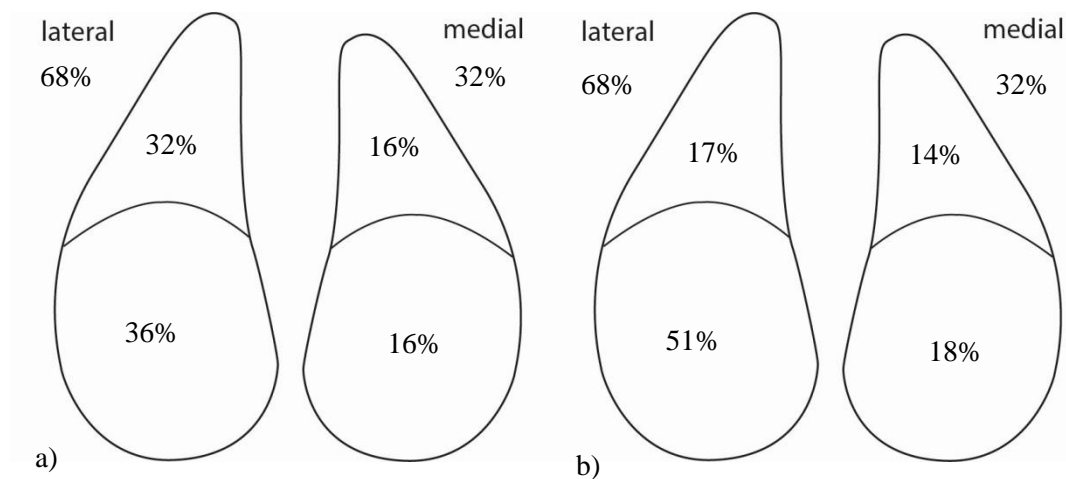 lateral
68%
medial
32%
32%
16%
36%
16%
a)
lateral
68%
medial
32%
17%
14%
51%
18%
b)